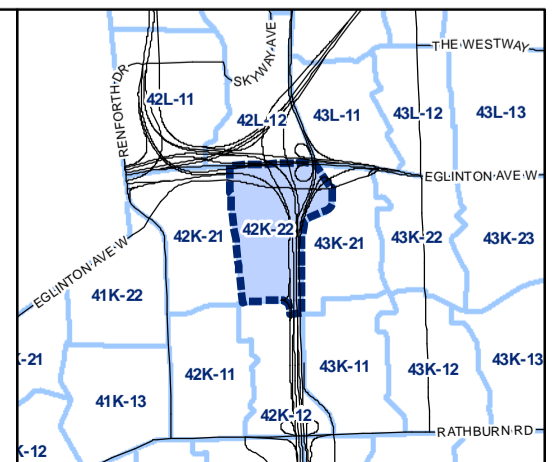 THE WESTWAY
SKYWAY AVE
RENFORTH DR
42L-11
42L-12
43L-11
43L-12
42L-13
EGLINTON AVE W
42K-21
42K-22
43K-21
43K-22
43K-23
EGLINTON AVE W
41K-22
K-21
42K-11
43K-11
43K-12
43K-13
41K-13
42K-12
RATHBURN RD
K-12